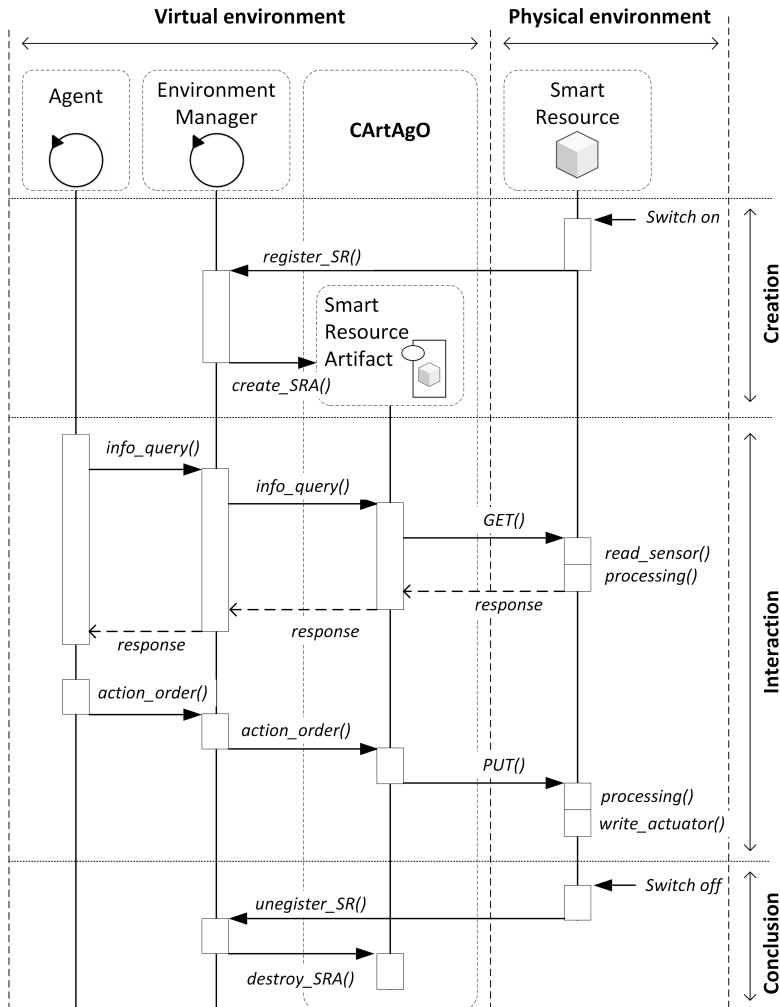 Virtual environment
Physical environment
Agent
Environment
Manager
CArtAgO
Smart
Resource
Switch on
register_SR()
Creation
Smart
Resource
Artifact
create_SRA()
info_query()
info_query()
GET()
read_sensor()
processing()
response
response
response
Interaction
action_order()
action_order()
PUT()
processing()
write_actuator()
Switch off
unegister_SR()
destroy_SRA()
Conclusion